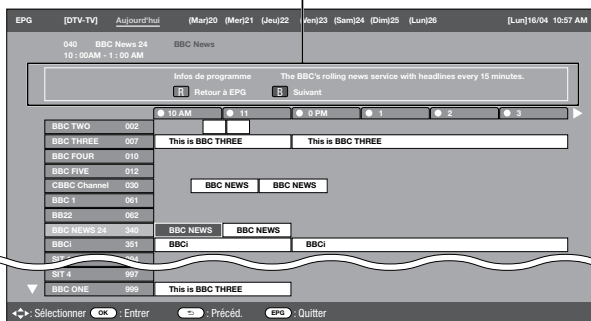 EPG [DTV-TV] Aujourd'hui (Mar)20 (Mer)21 (Jeu)22 (Ven)23 (Sam)24 (Dim)25 (Lun)26 [Lun]16/04 10:57 AM
040 BBC News 24 BBC News
10 : 00AM - 1 : 00 AM
Infos de programme The BBC's rolling news service with headlines every 15 minutes.
R Retour à EPG B Suivant
10 AM 11 0 PM 1 2 3
BBC TWO 002
BBC THREE 007 This is BBC THREE This is BBC THREE
BBC FOUR 010
BBC FIVE 012
CBBC Channel 030 BBC NEWS BBC NEWS
BBC 1 061
BB22 062
BBC NEWS 24 340 BBC NEWS BBC NEWS
BBCi 351 BBCi BBCi
SIT 4 997
BBC ONE 999 This is BBC THREE
: Sélectionner OK : Entrer : Précéd. EPG : Quitter